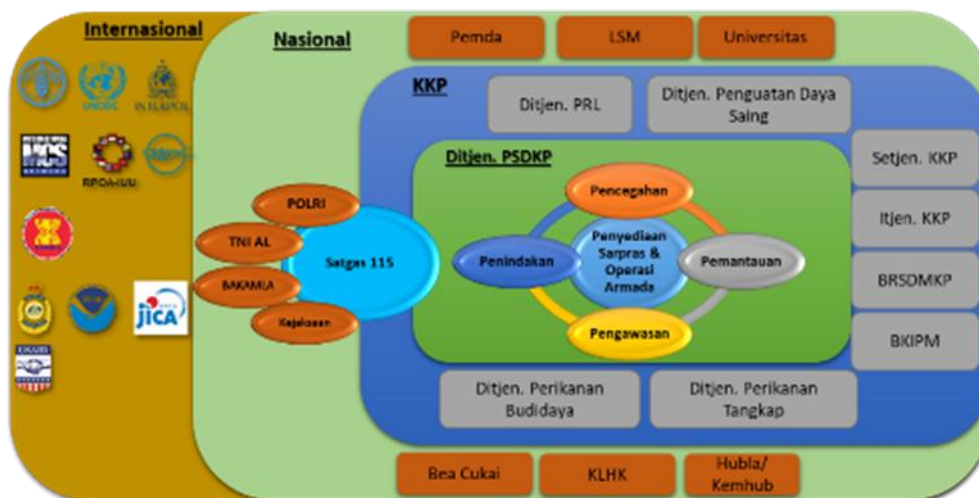 Internasional
Nasional
Pemda
LSM
Universitas
UNODC
INTERPOL
MCS
RPOA-IUU
JICA
USAID
KKP
Ditjen. PRL
Ditjen. Penguatan Daya
Saing
Ditjen. PSDKP
Pencegahan
Penindakan
Penyediaan
Sarpras &
Operasi
Armada
Pemantauan
Pengawasan
POLRI
TNI AL
BAKAMLA
Kejaksaan
Satgas 115
Setjen. KKP
Itjen. KKP
BRSDMKP
BKIPM
Ditjen. Perikanan
Budidaya
Ditjen. Perikanan
Tangkap
Bea Cukai
KLHK
Hubla/
Kemhub